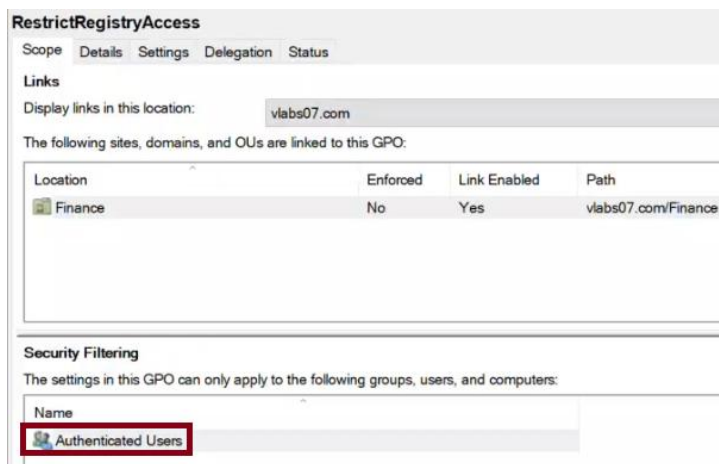 RestrictRegistryAccess
Scope Details Settings Delegation Status
Links
Display links in this location: vlabs07.com
The following sites, domains, and OUs are linked to this GPO:
Location Enforced Link Enabled Path
Finance No Yes vlabs07.com/Finance
Security Filtering
The settings in this GPO can only apply to the following groups, users, and computers:
Name
Authenticated Users